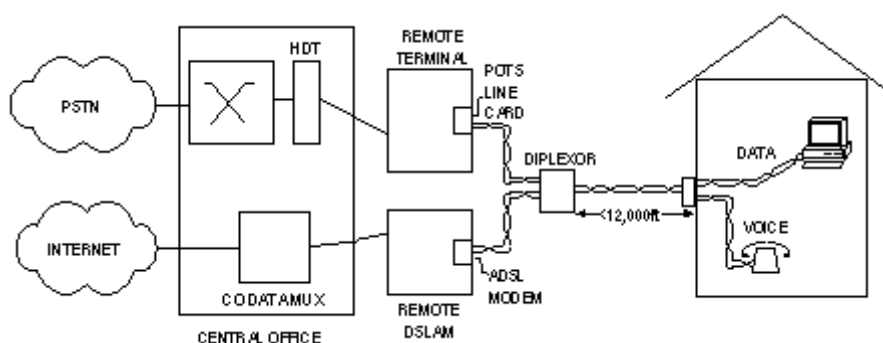 PSTN
INTERNET
HDT
CODATAMUX
CENTRAL OFFICE
REMOTE
TERMINAL
POTS
LINE
CARD
ADSL
MODEM
REMOTE
DSLAM
DIPLEXOR
<12,000ft
DATA
VOICE